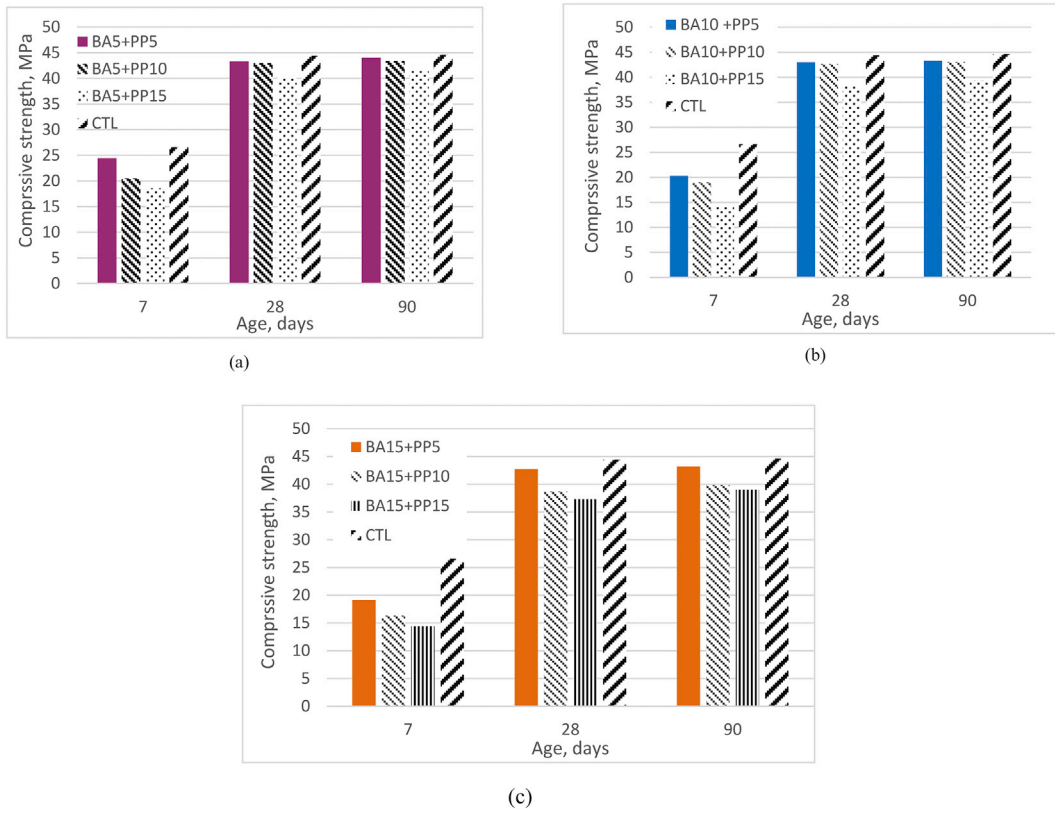 Comprssive strength, MPa
50
45
40
35
30
25
20
15
10
5
0
BA5+PP5
BA5+PP10
BA5+PP15
CTL
7 28 90
Age, days
(a)
Comprssive strength, MPa
50
45
40
35
30
25
20
15
10
5
0
BA10 +PP5
BA10+PP10
BA10+PP15
CTL
7 28 90
Age, days
(b)
Comprssive strength, MPa
50
45
40
35
30
25
20
15
10
5
0
BA15+PP5
BA15+PP10
BA15+PP15
CTL
7 28 90
Age, days
(c)